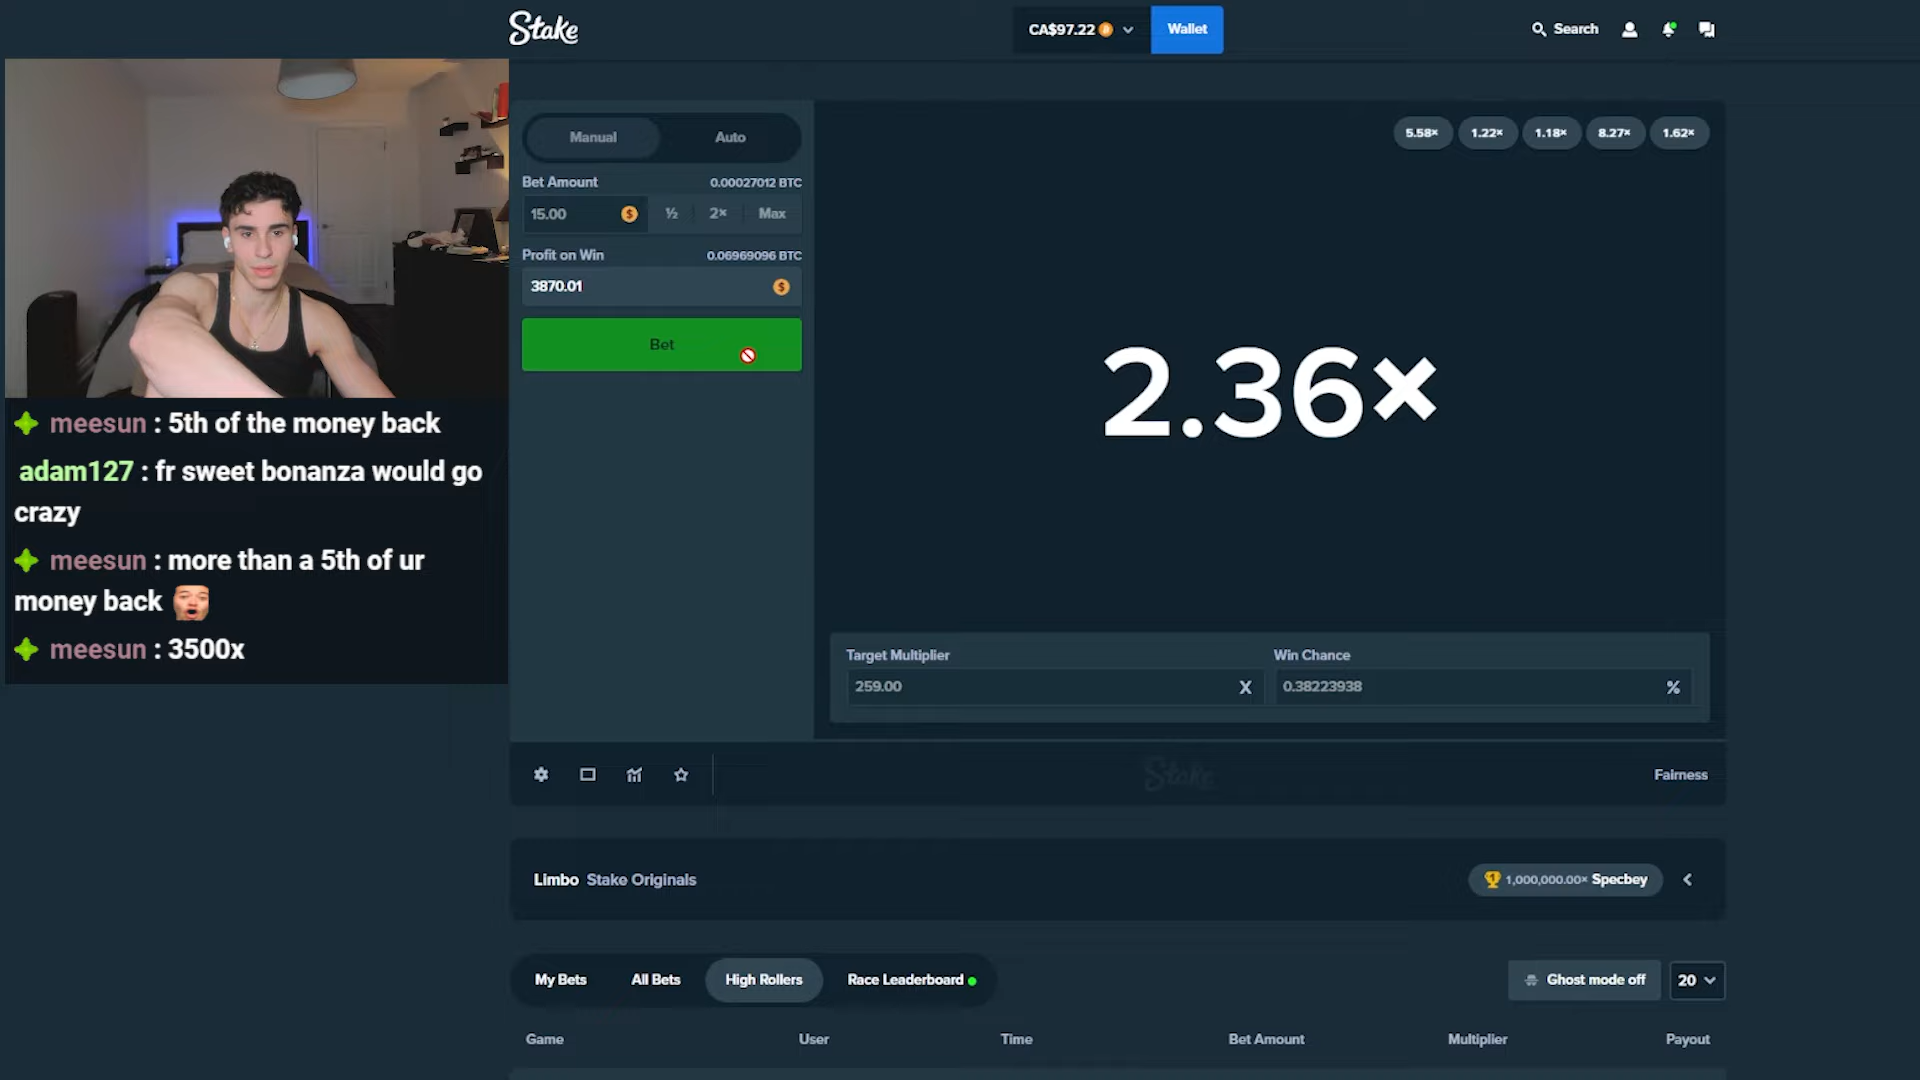 Stake
CA$97.22
Wallet
Search
Manual
Auto
5.58×
1.22×
1.18×
8.27×
1.62×
Bet Amount
0.00027012 BTC
15.00
½
2×
Max
Profit on Win
0.06969096 BTC
3870.01
Bet
2.36×
meesun : 5th of the money back
adam127 : fr sweet bonanza would go
crazy
meesun : more than a 5th of ur
money back
meesun : 3500x
Target Multiplier
Win Chance
259.00
X
0.38223938
%
Stake
Fairness
Limbo Stake Originals
1,000,000.00× Specbey
My Bets
All Bets
High Rollers
Race Leaderboard
Ghost mode off
20
Game
User
Time
Bet Amount
Multiplier
Payout